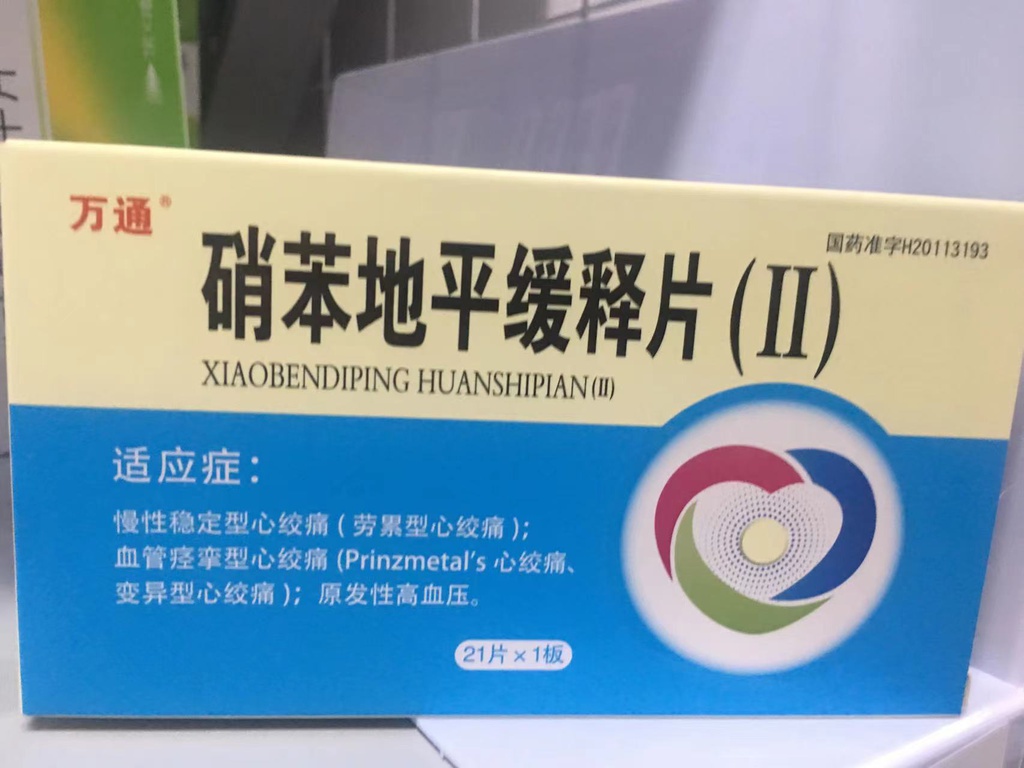 万通®
国药准字H20113193
硝苯地平缓释片(II)
XIAOBENDIPING HUANSHIPIAN(II)
适应症：
慢性稳定型心绞痛(劳累型心绞痛)；
血管痉挛型心绞痛(Prinzmetal's心绞痛、
变异型心绞痛)；原发性高血压。
21片×1板